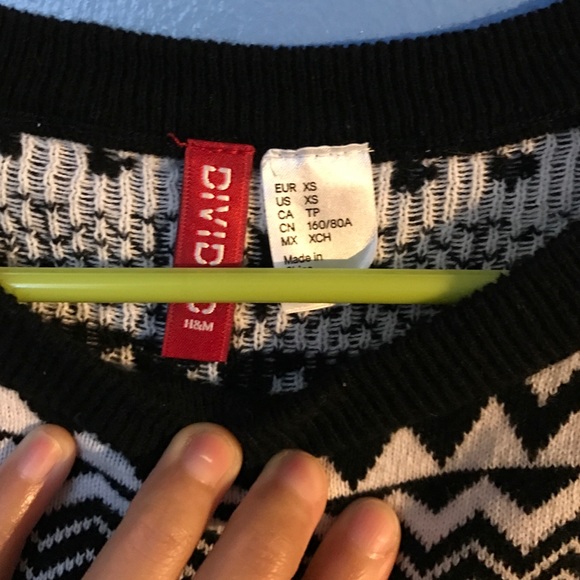 DIVID
H&M
EUR XS
US XS
CA TP
CN 160/80A
MX XCH
Made in